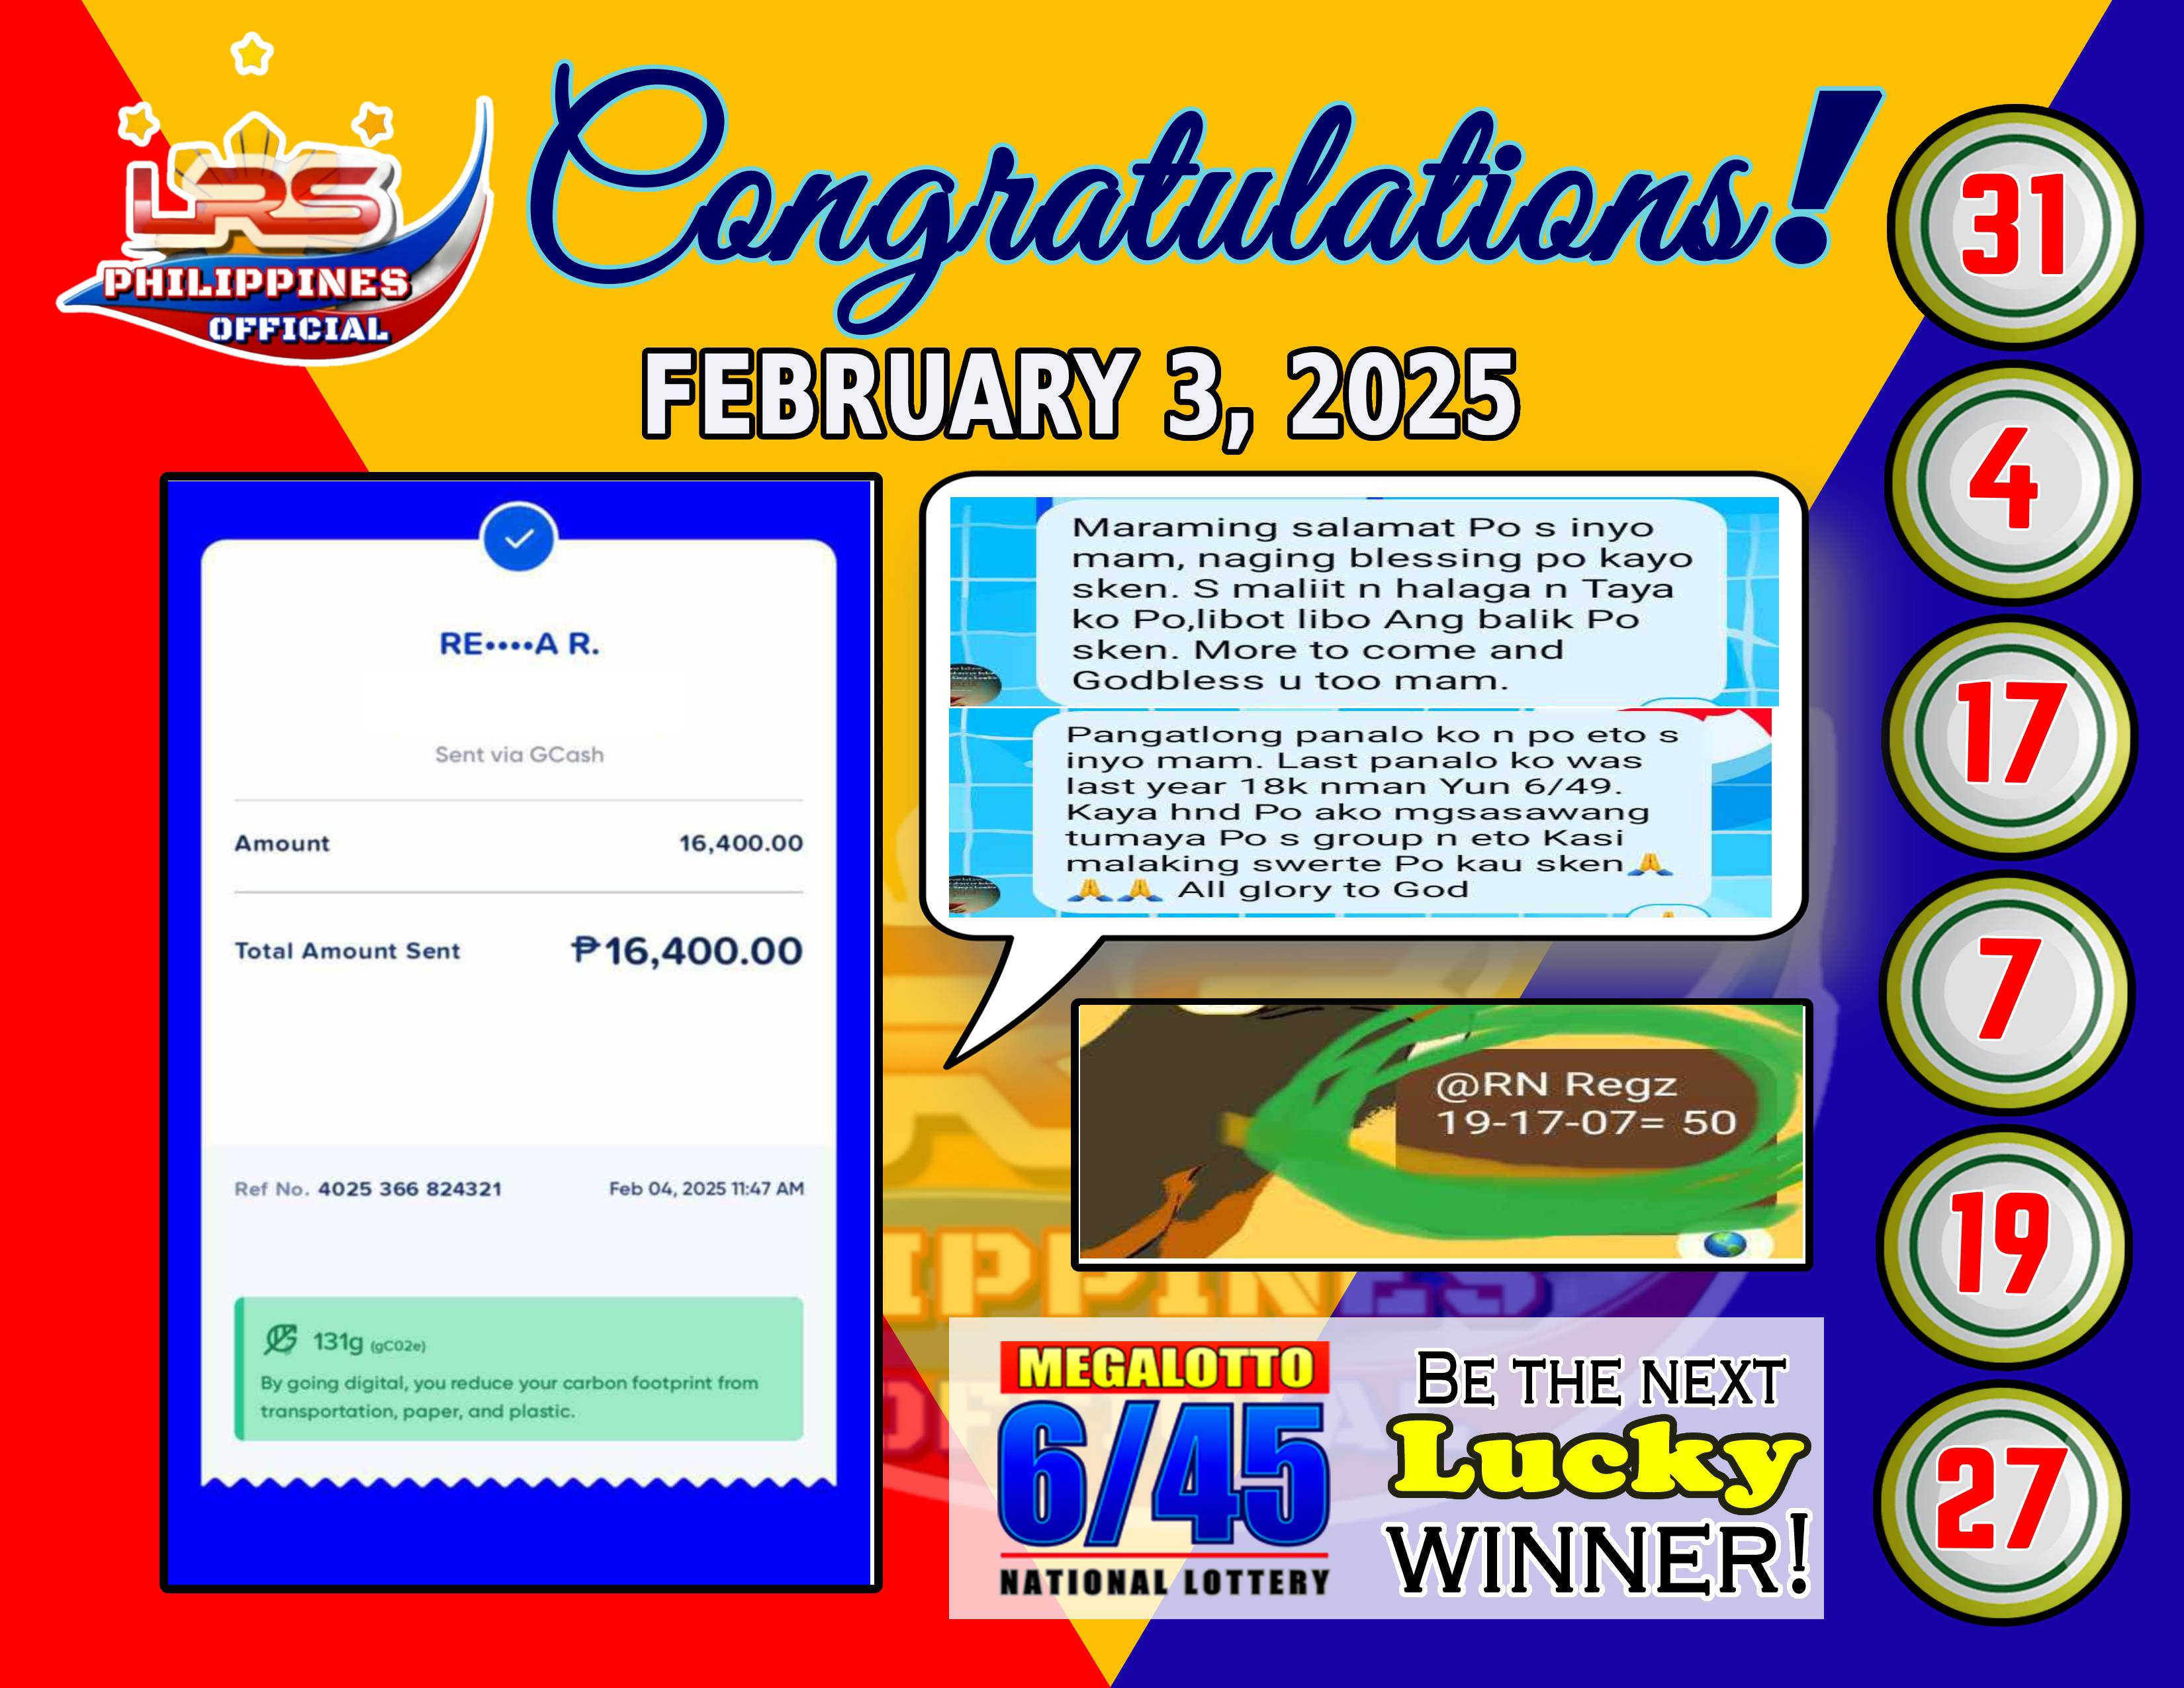 LRS
PHILIPPINES
OFFICIAL
Congratulations!
FEBRUARY 3, 2025
RE••••A R.
Sent via GCash
Amount 16,400.00
Total Amount Sent ₱16,400.00
Ref No. 4025 366 824321 Feb 04, 2025 11:47 AM
131g (gCO2e)
By going digital, you reduce your carbon footprint from
transportation, paper, and plastic.
Maraming salamat Po s inyo
mam, naging blessing po kayo
sken. S maliit n halaga n Taya
ko Po,libot libo Ang balik Po
sken. More to come and
Godbless u too mam.
Pangatlong panalo ko n po eto s
inyo mam. Last panalo ko was
last year 18k nman Yun 6/49.
Kaya hnd Po ako mgsasawang
tumaya Po s group n eto Kasi
malaking swerte Po kau sken🙏
🙏🙏 All glory to God
@RN Regz
19-17-07= 50
MEGALOTTO
6/45
NATIONAL LOTTERY
BE THE NEXT
Lucky
WINNER!
31
4
17
7
19
27